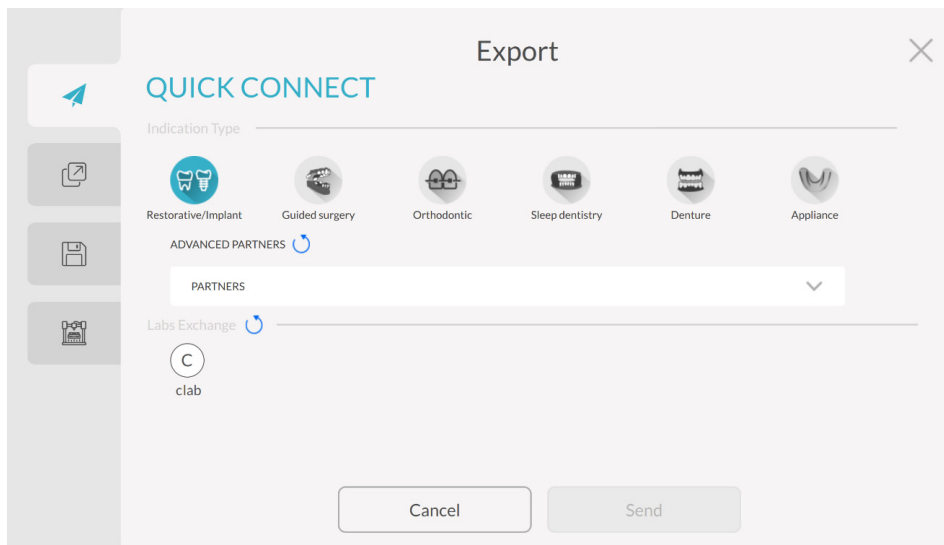 Export
QUICK CONNECT
Indication Type
Restorative/Implant Guided surgery Orthodontic Sleep dentistry Denture Appliance
ADVANCED PARTNERS
PARTNERS
Labs Exchange
C
clab
Cancel Send